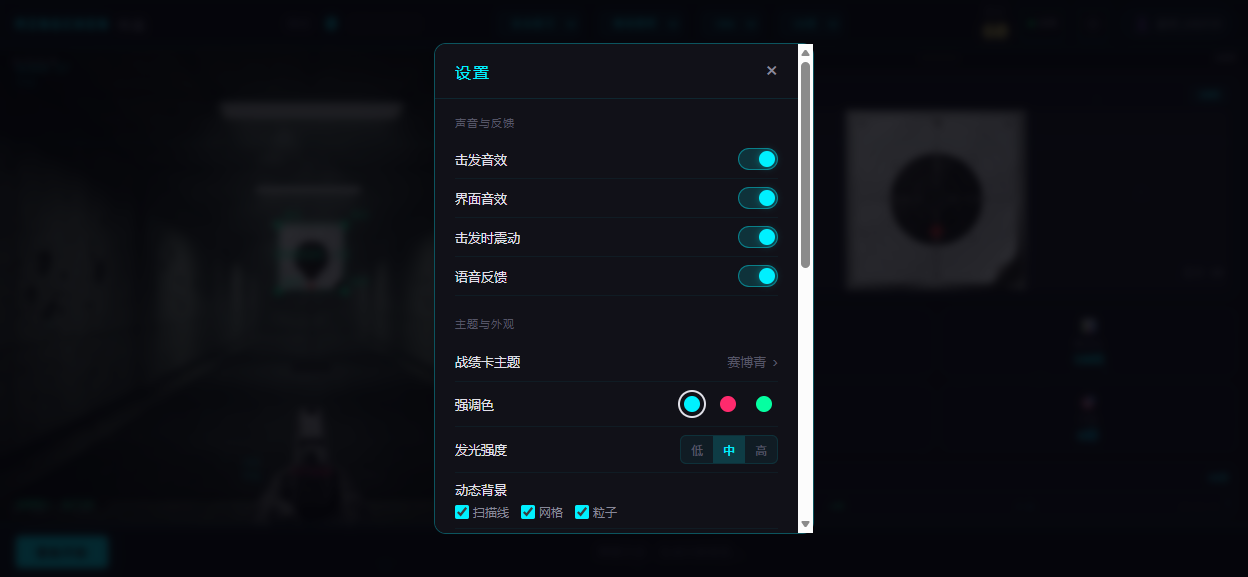 设置 ×
声音与反馈
击发音效
界面音效
击发时震动
语音反馈
主题与外观
战绩卡主题 赛博青 ›
强调色
发光强度 低 中 高
动态背景
扫描线 网格 粒子